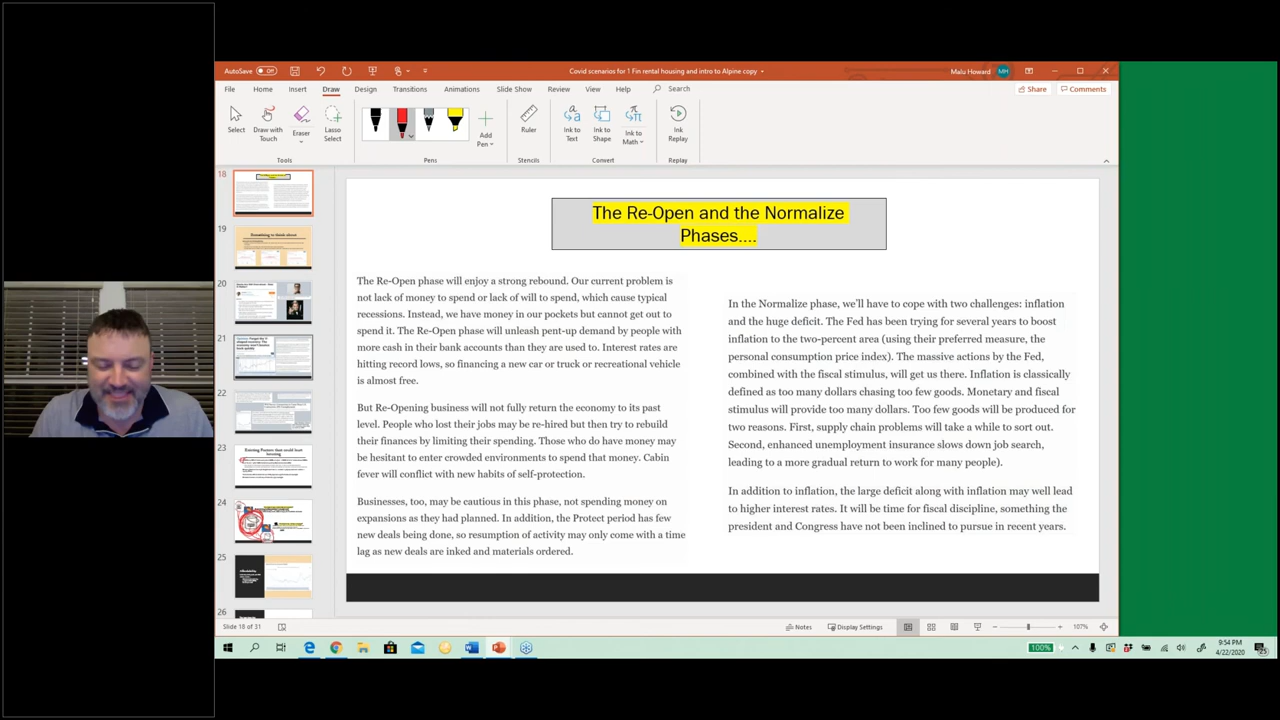 AutoSave Off
Covid scenarios for 1 Fin rental housing and intro to Alpine copy
Malu Howard MH
File Home Insert Draw Design Transitions Animations Slide Show Review View Help Search
Share Comments
Select Draw with Touch Eraser Lasso Select Add Pen Ruler Ink to Text Ink to Shape Ink to Math Ink Replay
Tools Pens Stencils Convert Replay
18
19
20
21
22
23
24
25
26
The Re-Open and the Normalize
Phases....
The Re-Open phase will enjoy a strong rebound. Our current problem is
not lack of money to spend or lack of will to spend, which cause typical
recessions. Instead, we have money in our pockets but cannot get out to
spend it. The Re-Open phase will unleash pent-up demand by people with
more cash in their bank accounts than they are used to. Interest rates are
hitting record lows, so financing a new car or truck or recreational vehicle
is almost free.
But Re-Opening business will not fully return the economy to its past
level. People who lost their jobs may be re-hired but then try to rebuild
their finances by limiting their spending. Those who do have money may
be hesitant to enter crowded environments to spend that money. Cabin
fever will conflict with new habits of self-protection.
Businesses, too, may be cautious in this phase, not spending money on
expansions as they had planned. In addition, the Protect period has few
new deals being done, so resumption of activity may only come with a time
lag as new deals are inked and materials ordered.
In the Normalize phase, we'll have to cope with two challenges: inflation
and the huge deficit. The Fed has been trying for several years to boost
inflation to the two-percent area (using their preferred measure, the
personal consumption price index). The massive actions by the Fed,
combined with the fiscal stimulus, will get us there. Inflation is classically
defined as too many dollars chasing too few goods. Monetary and fiscal
stimulus will provide too many dollars. Too few goods will be produced for
two reasons. First, supply chain problems will take a while to sort out.
Second, enhanced unemployment insurance slows down job search,
leading to a more gradual return to work for many people).
In addition to inflation, the large deficit along with inflation may well lead
to higher interest rates. It will be time for fiscal discipline, something the
president and Congress have not been inclined to pursue in recent years.
Slide 18 of 31
Notes Display Settings 107%
100%
9:54 PM
4/22/2020